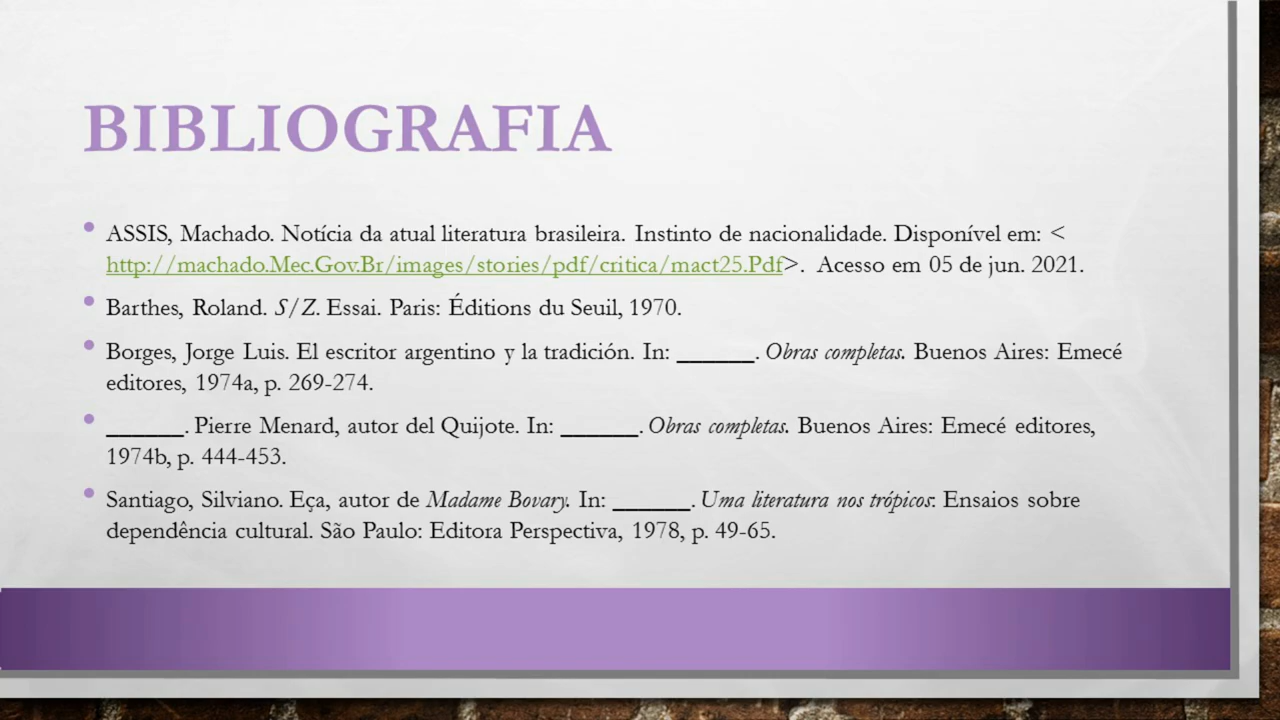 BIBLIOGRAFIA
• ASSIS, Machado. Notícia da atual literatura brasileira. Instinto de nacionalidade. Disponível em: <
http://machado.Mec.Gov.Br/images/stories/pdf/critica/mact25.Pdf>. Acesso em 05 de jun. 2021.
• Barthes, Roland. S/Z. Essai. Paris: Éditions du Seuil, 1970.
• Borges, Jorge Luis. El escritor argentino y la tradición. In: ______. Obras completas. Buenos Aires: Emecé
editores, 1974a, p. 269-274.
• ______. Pierre Menard, autor del Quijote. In: ______. Obras completas. Buenos Aires: Emecé editores,
1974b, p. 444-453.
• Santiago, Silviano. Eça, autor de Madame Bovary. In: ______. Uma literatura nos trópicos: Ensaios sobre
dependência cultural. São Paulo: Editora Perspectiva, 1978, p. 49-65.